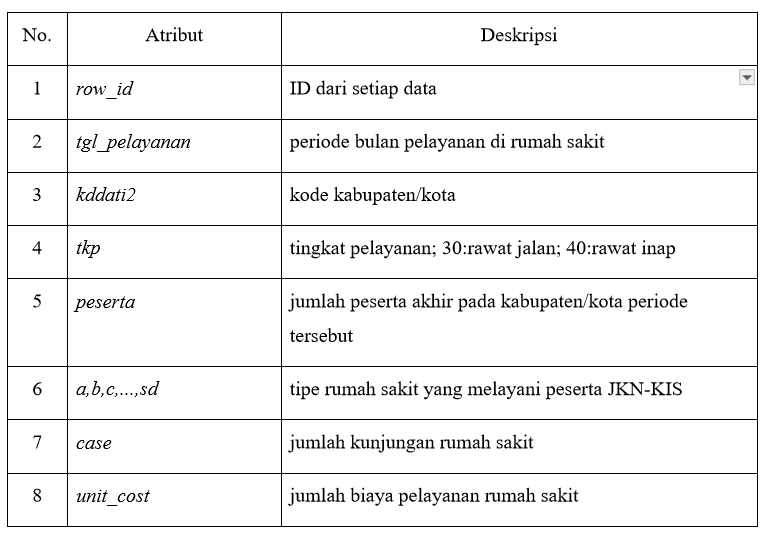 No. Atribut Deskripsi
1 row_id ID dari setiap data
2 tgl_pelayanan periode bulan pelayanan di rumah sakit
3 kddati2 kode kabupaten/kota
4 tkp tingkat pelayanan; 30:rawat jalan; 40:rawat inap
5 peserta jumlah peserta akhir pada kabupaten/kota periode
tersebut
6 a,b,c,...,sd tipe rumah sakit yang melayani peserta JKN-KIS
7 case jumlah kunjungan rumah sakit
8 unit_cost jumlah biaya pelayanan rumah sakit